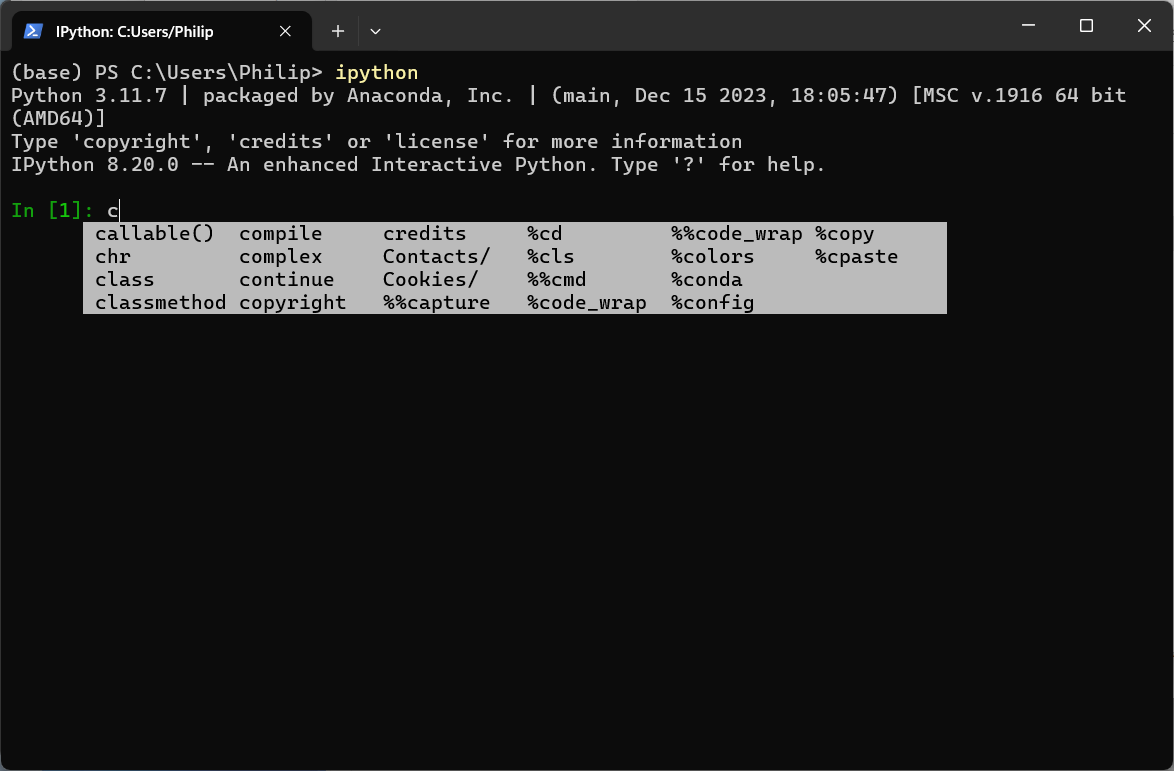 IPython: C:Users/Philip
(base) PS C:\Users\Philip> ipython
Python 3.11.7 | packaged by Anaconda, Inc. | (main, Dec 15 2023, 18:05:47) [MSC v.1916 64 bit
(AMD64)]
Type 'copyright', 'credits' or 'license' for more information
IPython 8.20.0 -- An enhanced Interactive Python. Type '?' for help.
In [1]: c
callable() compile credits %cd %%code_wrap %copy
chr complex Contacts/ %cls %colors %cpaste
class continue Cookies/ %%cmd %conda
classmethod copyright %%capture %code_wrap %config